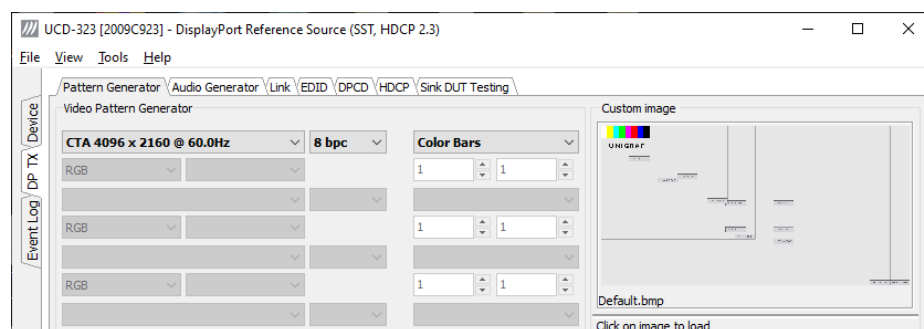 UCD-323 [2009C923] - DisplayPort Reference Source (SST, HDCP 2.3)
File View Tools Help
Pattern Generator Audio Generator Link EDID DPCD HDCP Sink DUT Testing
Device
DP TX
Event Log
Video Pattern Generator
CTA 4096 x 2160 @ 60.0Hz 8 bpc Color Bars
RGB 1 1
RGB 1 1
RGB 1 1
Custom image
UNIGRAF
Default.bmp
Click on image to load